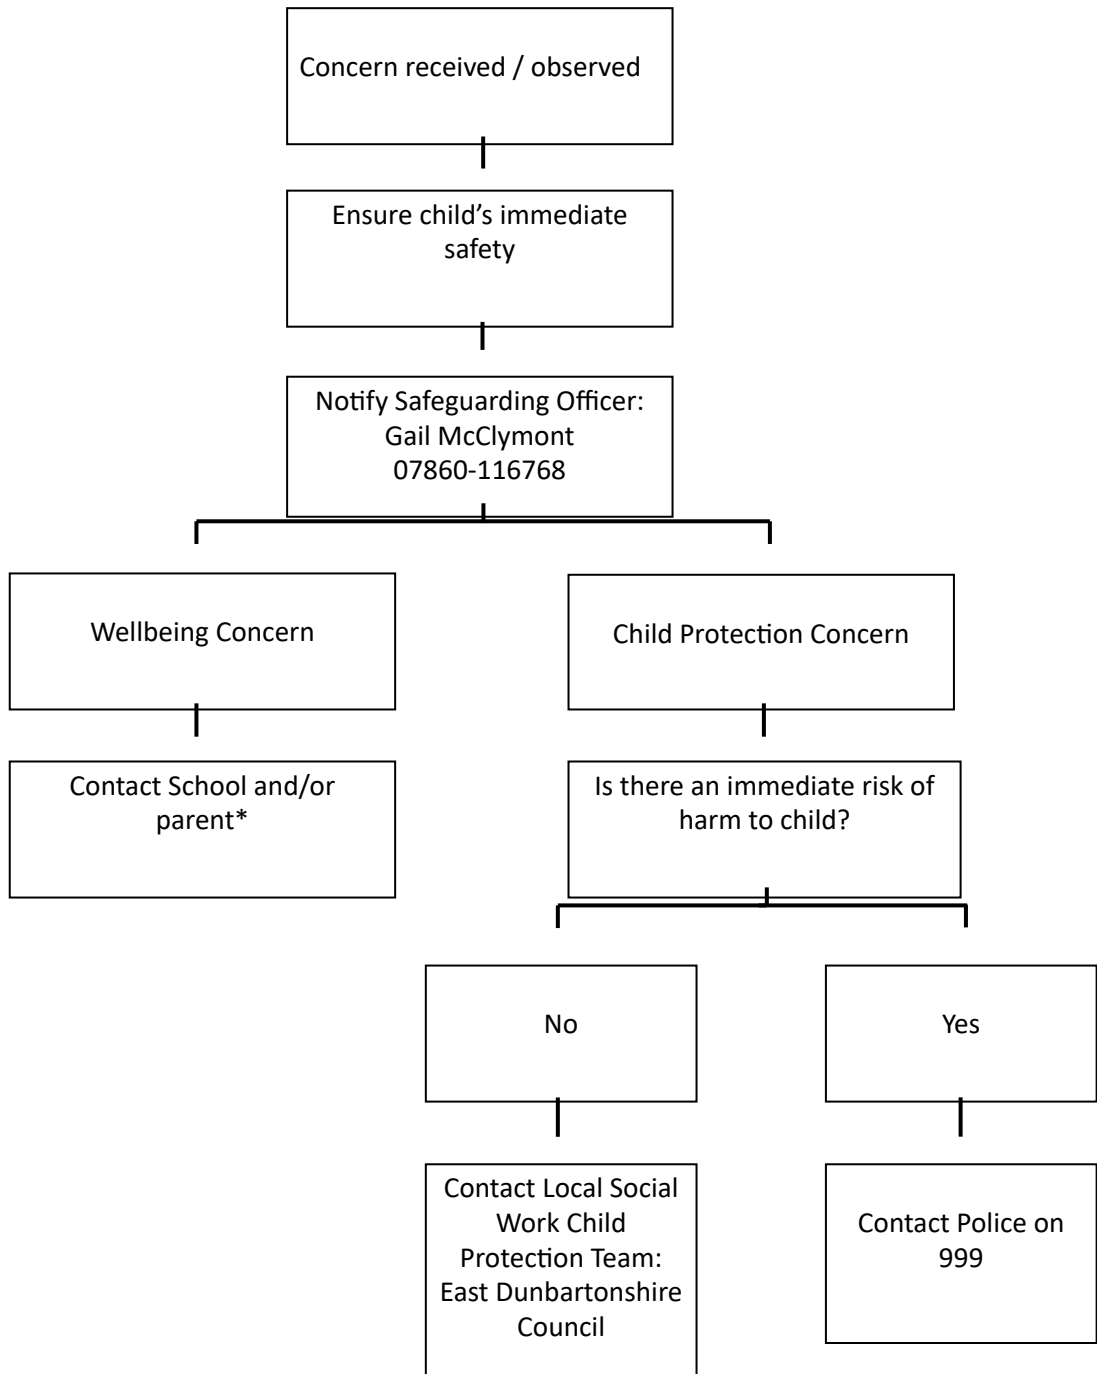 Concern received / observed
Ensure child’s immediate
safety
Notify Safeguarding Officer:
Gail McClymont
07860-116768
Wellbeing Concern
Child Protection Concern
Contact School and/or
parent*
Is there an immediate risk of
harm to child?
No
Yes
Contact Local Social
Work Child
Protection Team:
East Dunbartonshire
Council
Contact Police on
999